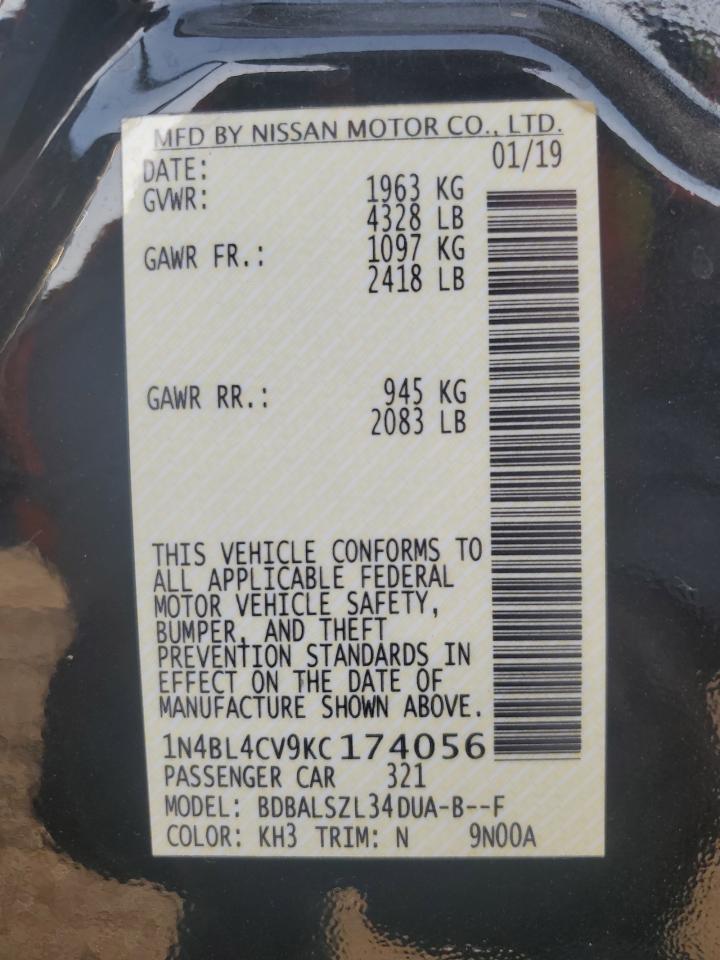 MFD BY NISSAN MOTOR CO., LTD.
DATE: 01/19
GVWR: 1963 KG
4328 LB
GAWR FR.: 1097 KG
2418 LB
GAWR RR.: 945 KG
2083 LB
THIS VEHICLE CONFORMS TO
ALL APPLICABLE FEDERAL
MOTOR VEHICLE SAFETY,
BUMPER, AND THEFT
PREVENTION STANDARDS IN
EFFECT ON THE DATE OF
MANUFACTURE SHOWN ABOVE.
1N4BL4CV9KC174056
PASSENGER CAR 321
MODEL: BDBALSZL34DUA-B--F
COLOR: KH3 TRIM: N 9N00A